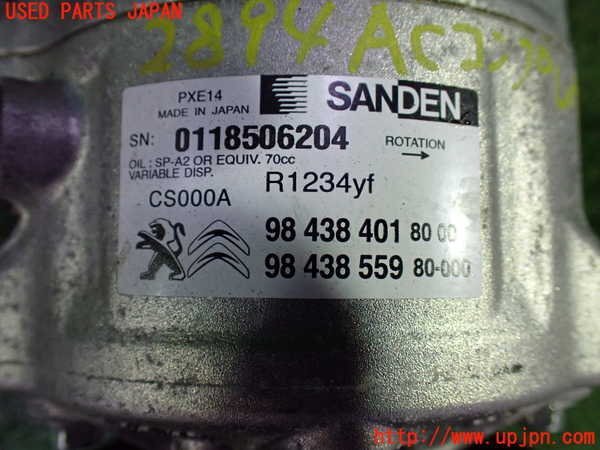 USED PARTS JAPAN
2894 ACコンプ
PXE14
MADE IN JAPAN
SANDEN
SN: 0118506204
ROTATION
OIL : SP-A2 OR EQUIV. 70cc
VARIABLE DISP.
CS000A
R1234yf
98 438 401 80 00
98 438 559 80-000
http://www.upjpn.com